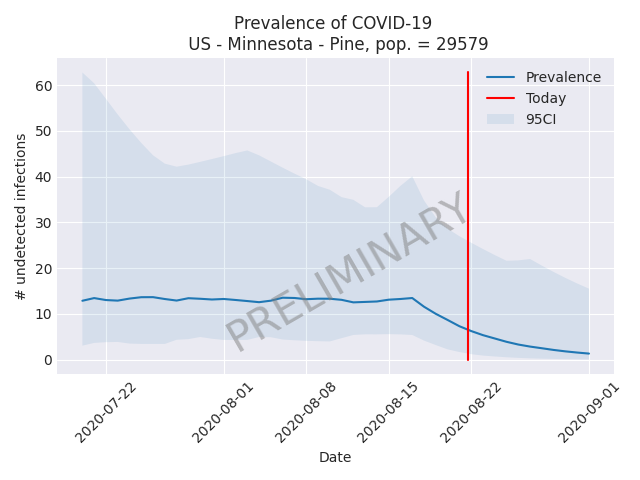 Prevalence of COVID-19
US - Minnesota - Pine, pop. = 29579
Prevalence
Today
95CI
PRELIMINARY
# undetected infections
60
50
40
30
20
10
0
2020-07-22
2020-08-01
2020-08-08
2020-08-15
2020-08-22
2020-09-01
Date